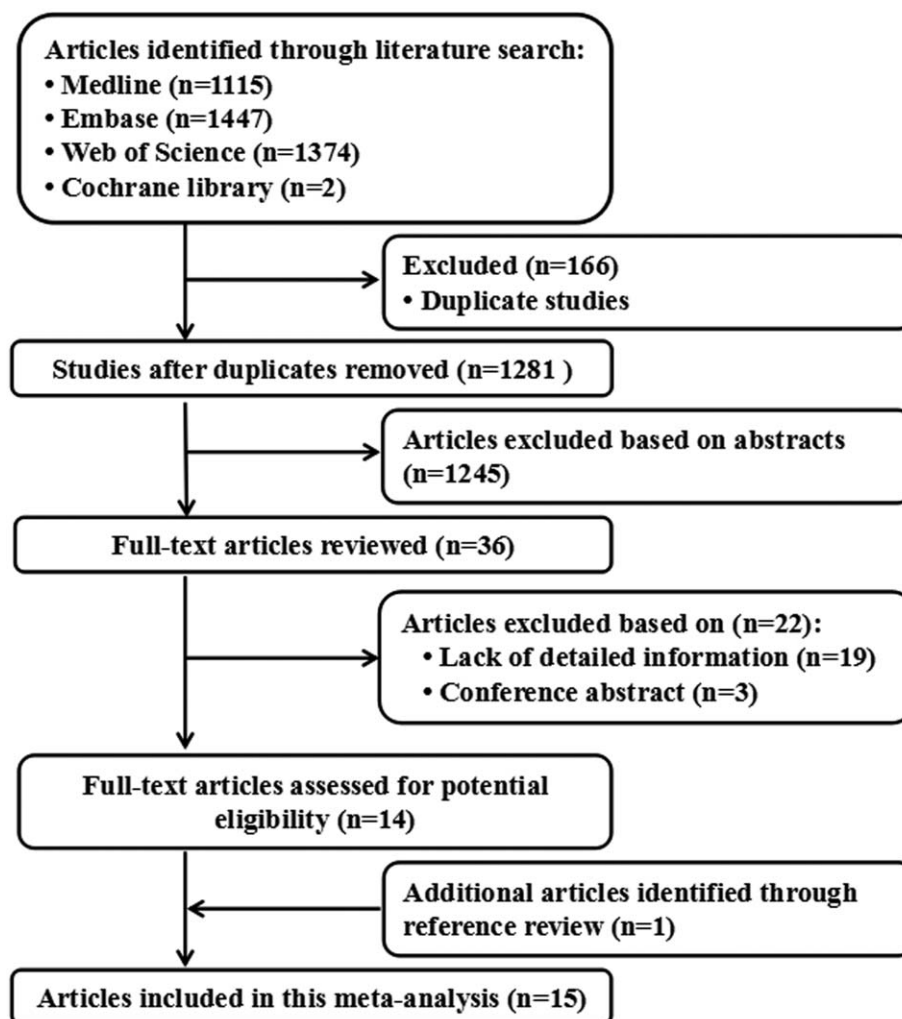 Articles identified through literature search:
• Medline (n=1115)
• Embase (n=1447)
• Web of Science (n=1374)
• Cochrane library (n=2)
Excluded (n=166)
• Duplicate studies
Studies after duplicates removed (n=1281 )
Articles excluded based on abstracts
(n=1245)
Full-text articles reviewed (n=36)
Articles excluded based on (n=22):
• Lack of detailed information (n=19)
• Conference abstract (n=3)
Full-text articles assessed for potential
eligibility (n=14)
Additional articles identified through
reference review (n=1)
Articles included in this meta-analysis (n=15)